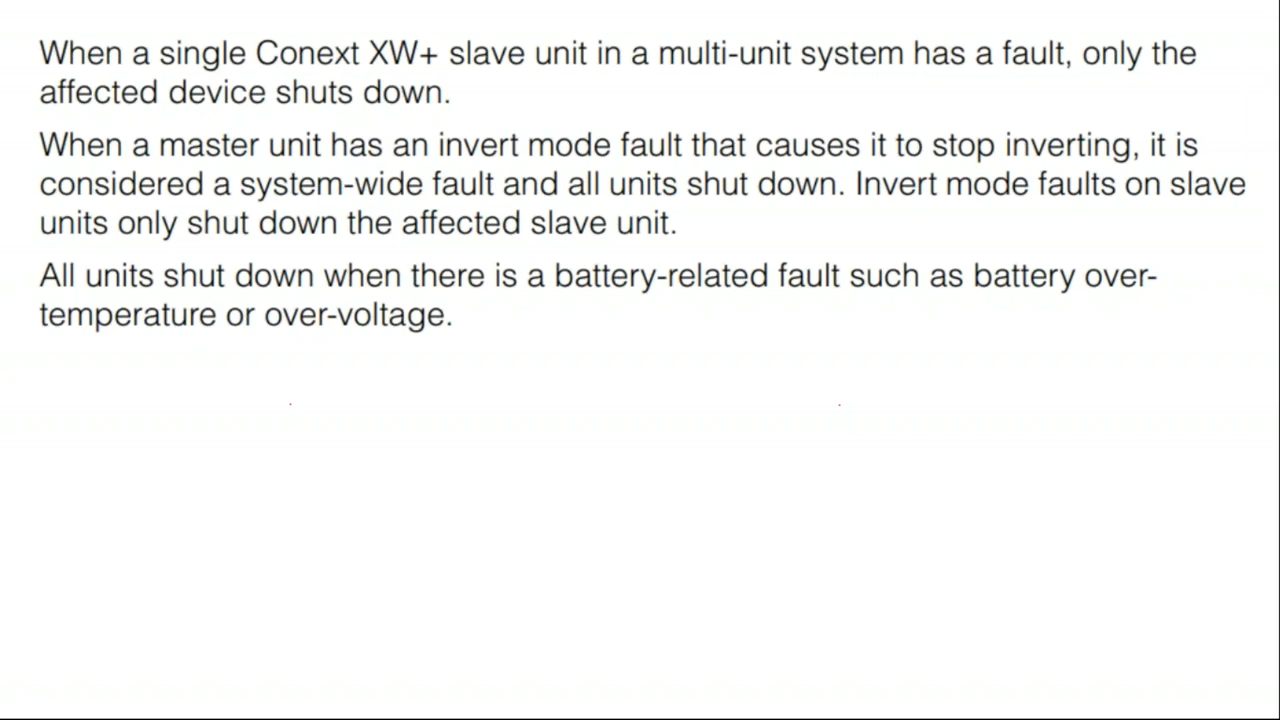 When a single Conext XW+ slave unit in a multi-unit system has a fault, only the
affected device shuts down.
When a master unit has an invert mode fault that causes it to stop inverting, it is
considered a system-wide fault and all units shut down. Invert mode faults on slave
units only shut down the affected slave unit.
All units shut down when there is a battery-related fault such as battery over-
temperature or over-voltage.